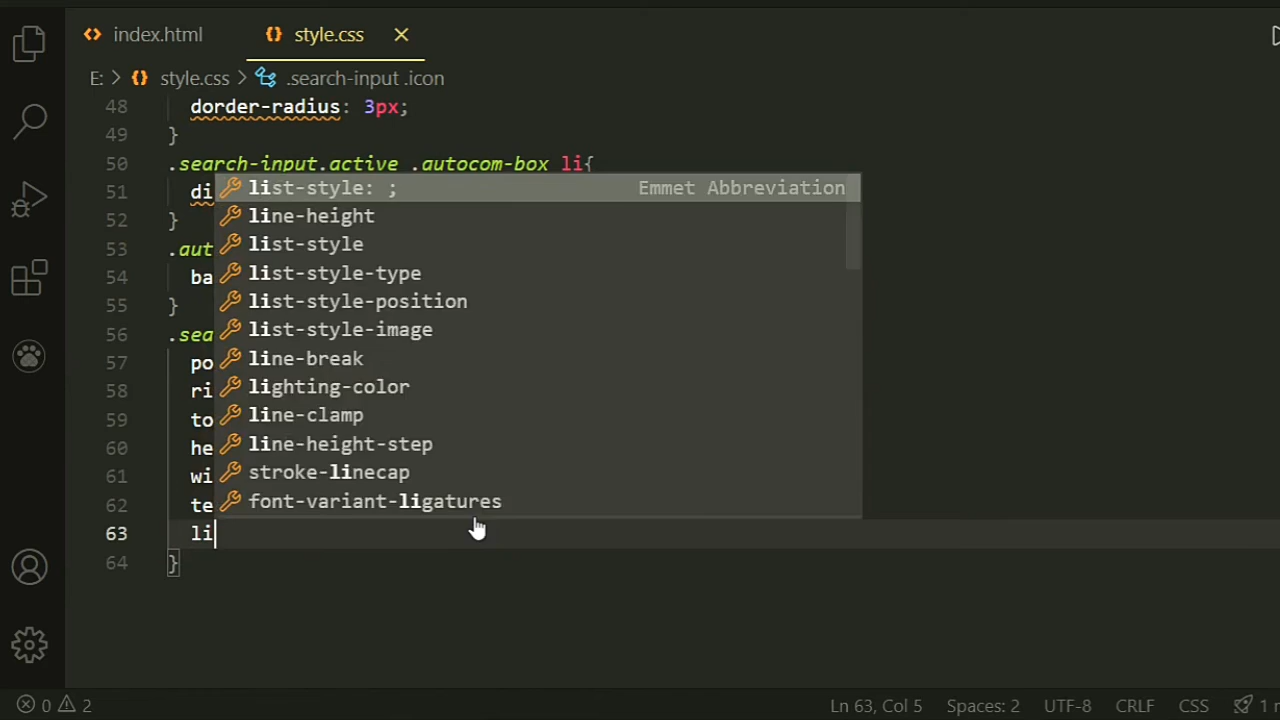 index.html style.css
E: > style.css > .search-input .icon
48 dorder-radius: 3px;
49 }
50 .search-input.active .autocom-box li{
51 di
list-style: ; Emmet Abbreviation
line-height
52 }
list-style
53 .aut
list-style-type
54 ba
list-style-position
55 }
list-style-image
56 .sea
line-break
57 po
lighting-color
58 ri
line-clamp
59 to
line-height-step
60 he
stroke-linecap
61 wi
font-variant-ligatures
62 te
63 li
64 }
0 2 Ln 63, Col 5 Spaces: 2 UTF-8 CRLF CSS 1